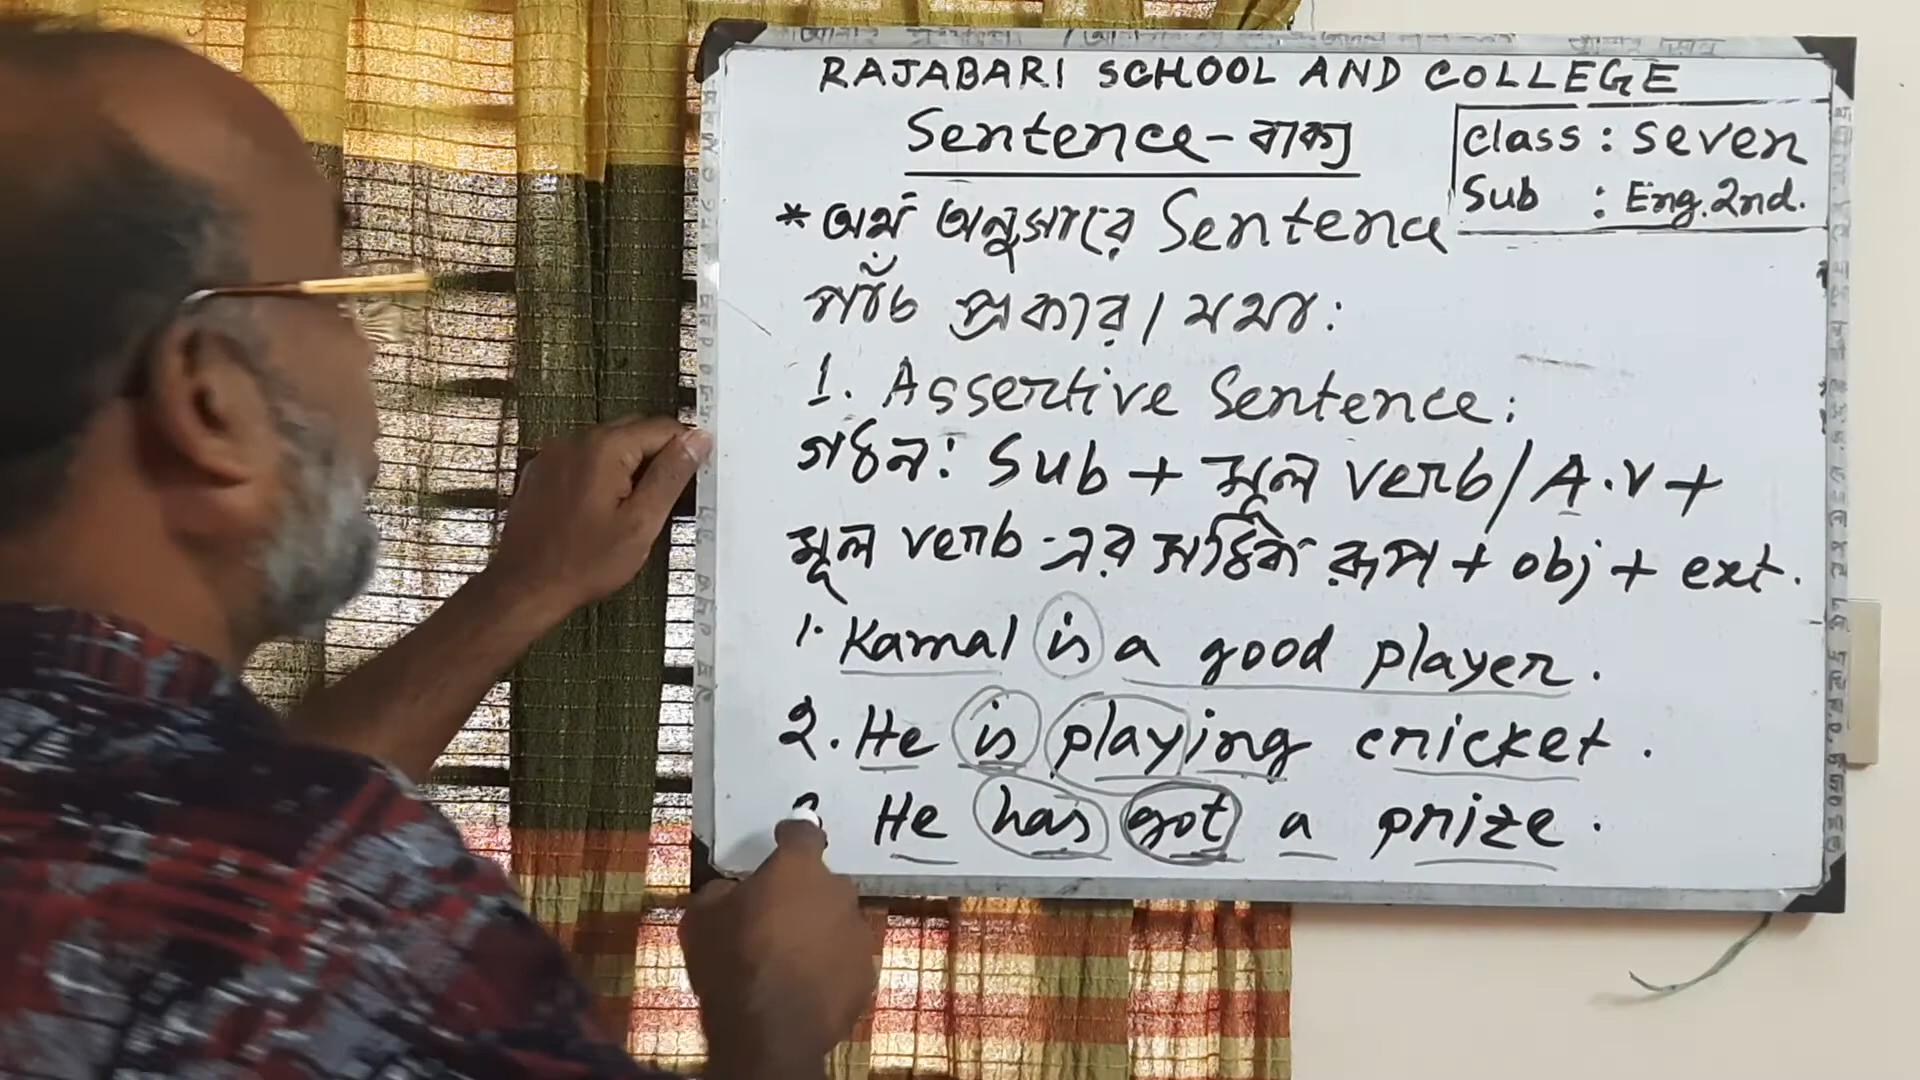 RAJABARI SCHOOL AND COLLEGE
Sentence - বাক্য
class : seven
Sub : Eng. 2nd.
* অর্থ অনুসারে Sentence
পাঁচ প্রকার। যথা:
1. Assertive Sentence:
গঠন: Sub + মূল verb / A.V +
মূল verb - এর সঠিক রূপ + obj + ext.
1. Kamal is a good player.
2. He is playing cricket.
He has got a prize.